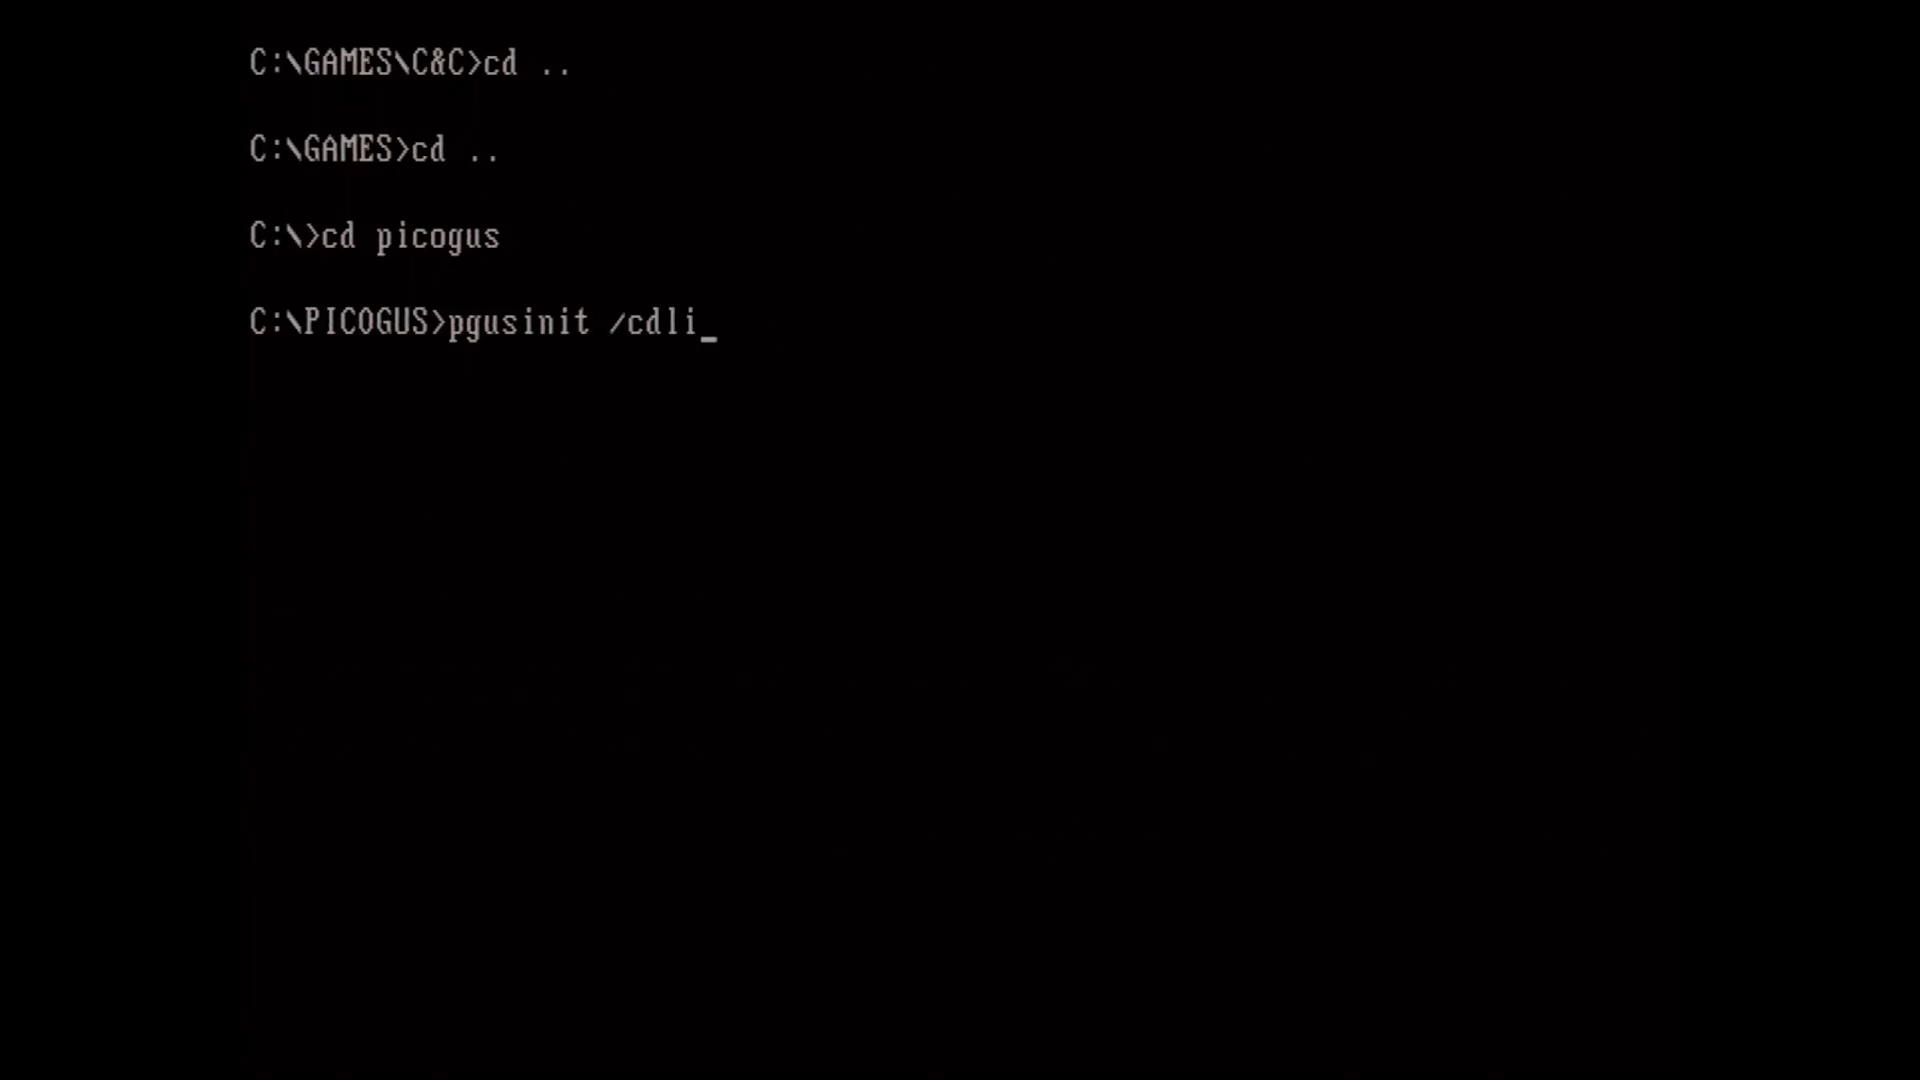 C:\GAMES\C&C>cd ..
C:\GAMES>cd ..
C:\>cd picogus
C:\PICOGUS>pgusinit /cdli_